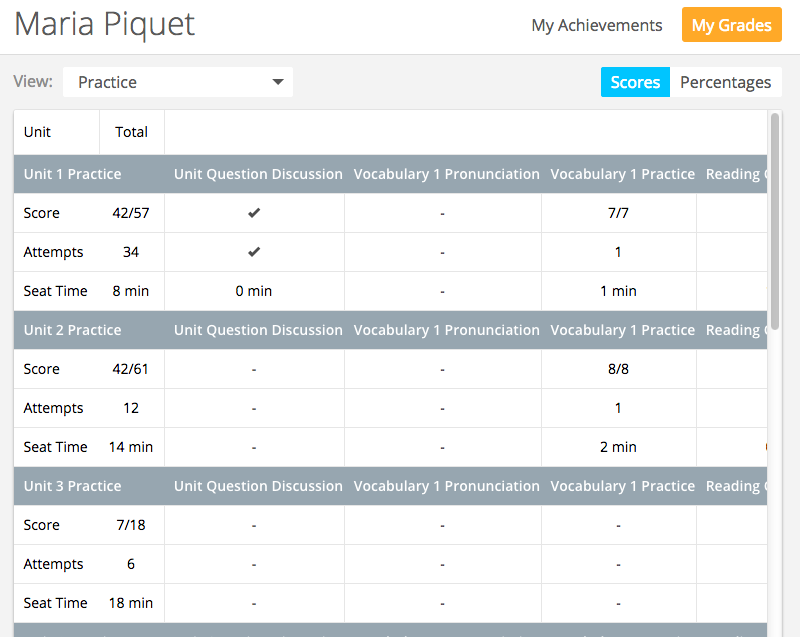 Maria Piquet
My Achievements My Grades
View: Practice Scores Percentages
Unit Total
Unit 1 Practice Unit Question Discussion Vocabulary 1 Pronunciation Vocabulary 1 Practice Reading
Score 42/57 ✔ - 7/7
Attempts 34 ✔ - 1
Seat Time 8 min 0 min - 1 min
Unit 2 Practice Unit Question Discussion Vocabulary 1 Pronunciation Vocabulary 1 Practice Reading
Score 42/61 - - 8/8
Attempts 12 - - 1
Seat Time 14 min - - 2 min
Unit 3 Practice Unit Question Discussion Vocabulary 1 Pronunciation Vocabulary 1 Practice Reading
Score 7/18 - - -
Attempts 6 - - -
Seat Time 18 min - - -